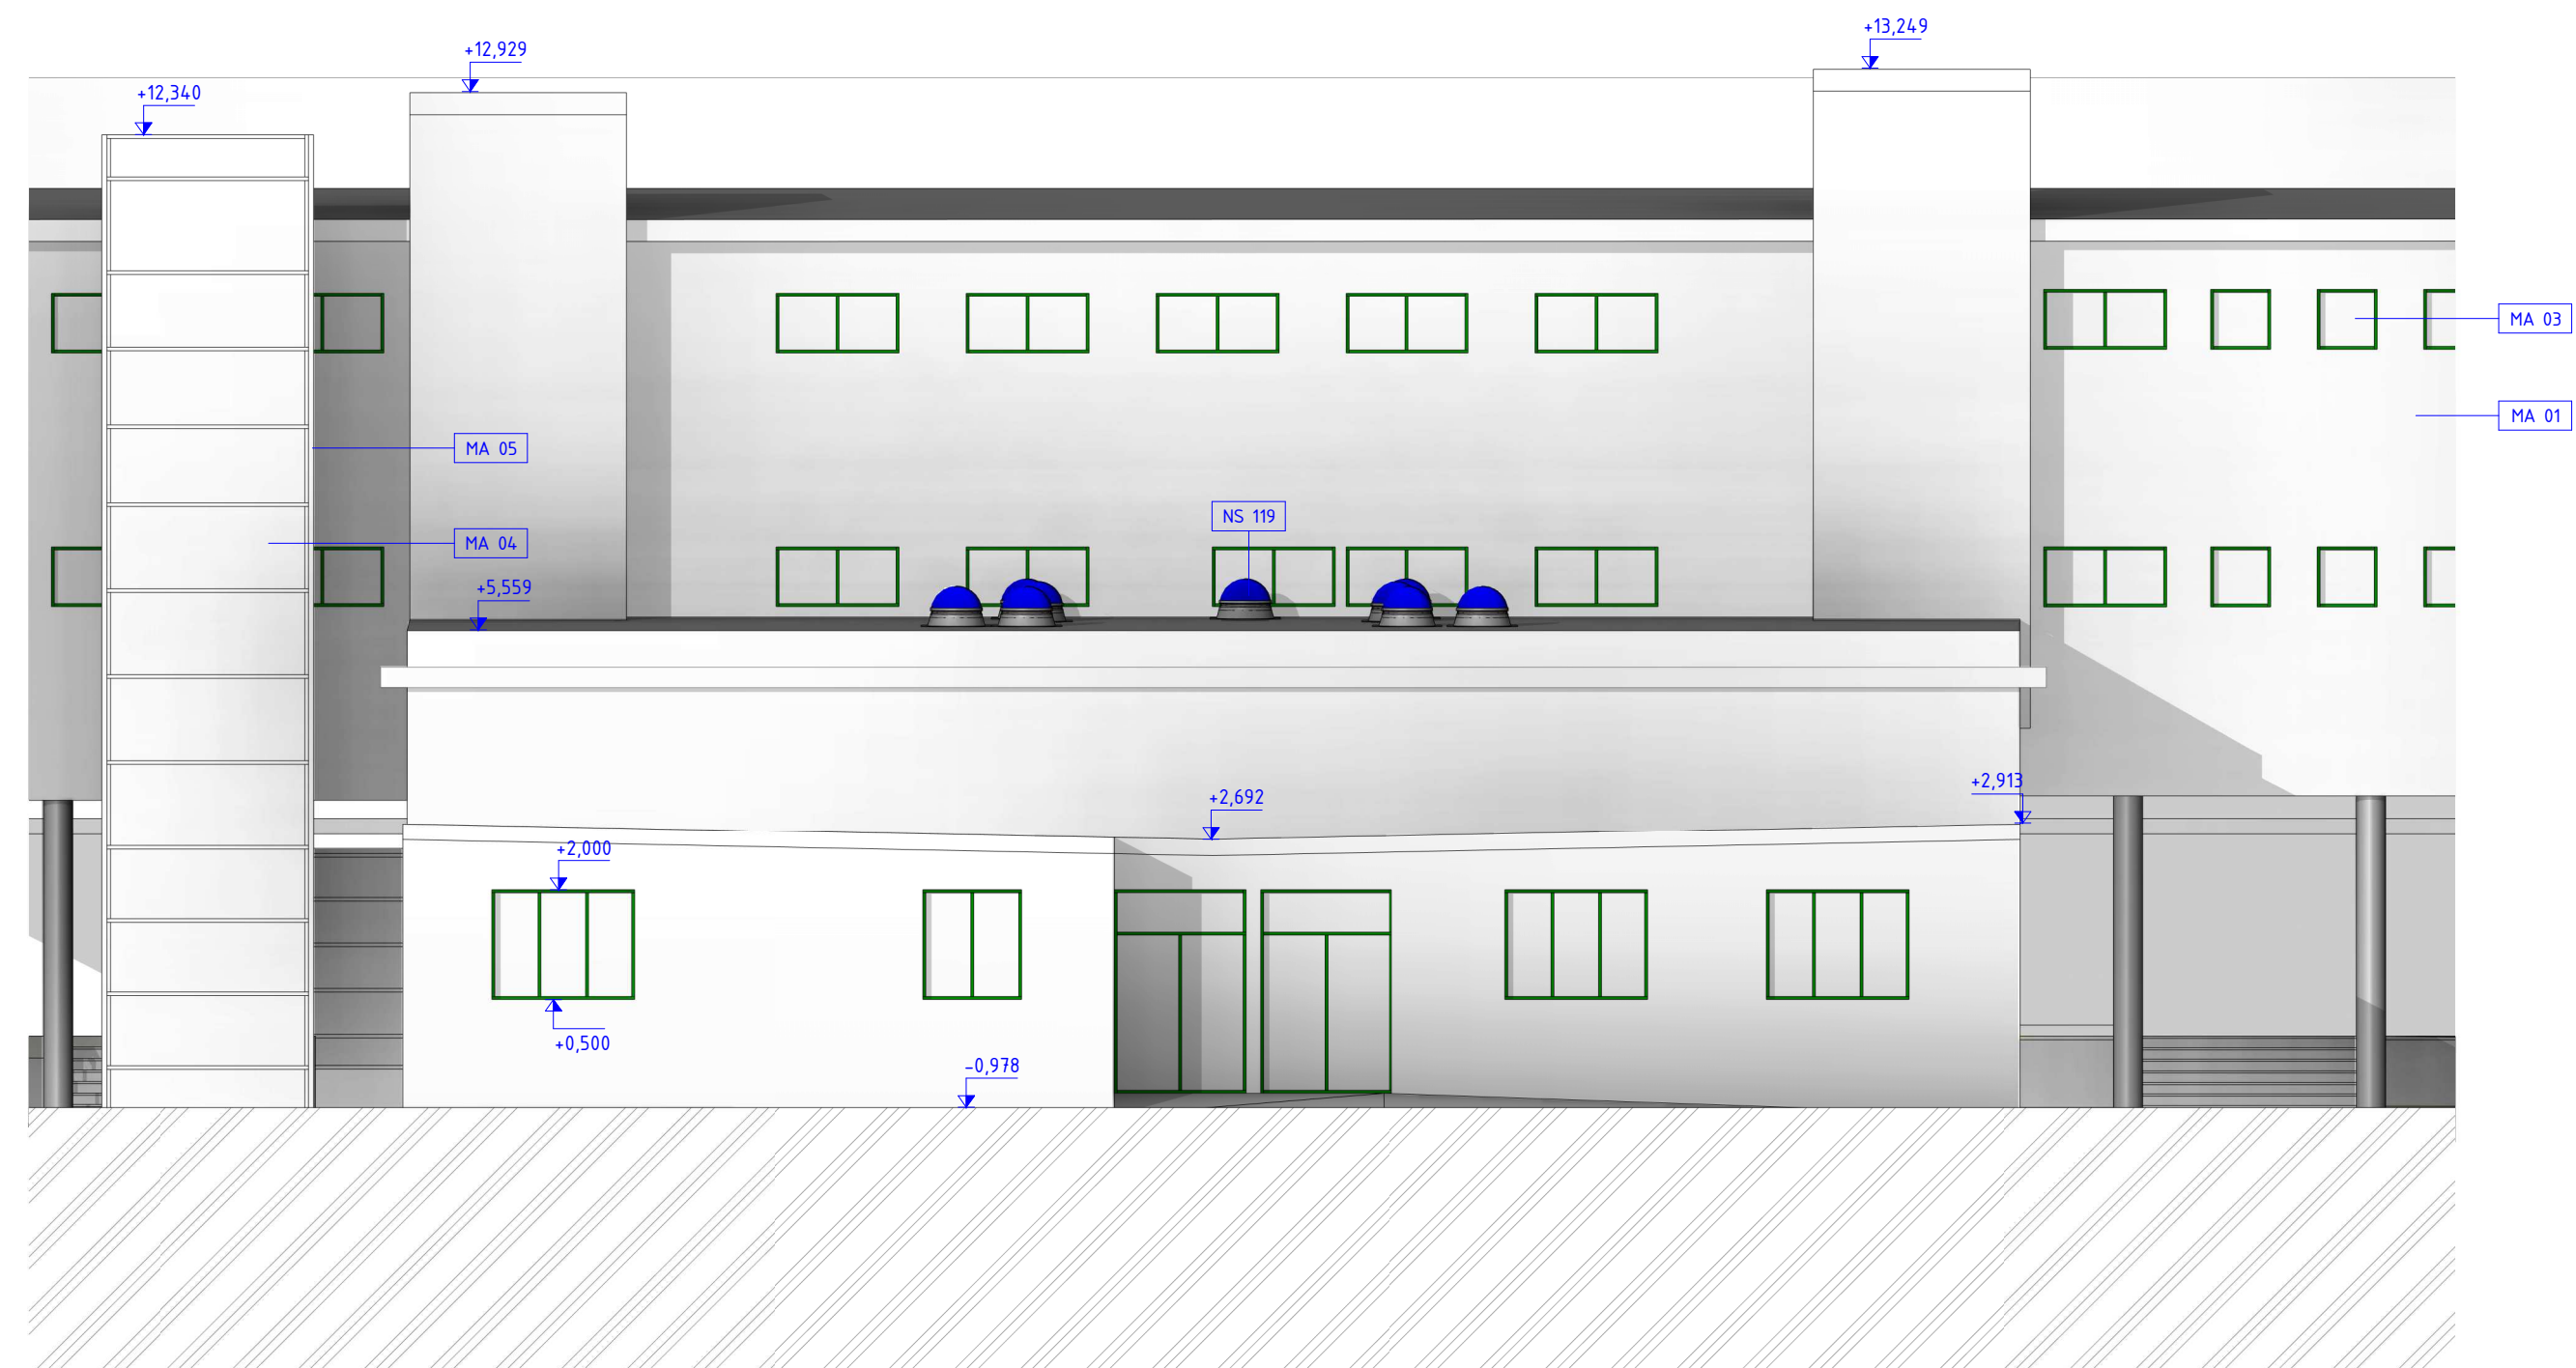 +13,249
+12,929
+12,340
MA 03
MA 01
MA 05
NS 119
MA 04
+5,559
+2,913
+2,692
+2,000
+0,500
-0,978